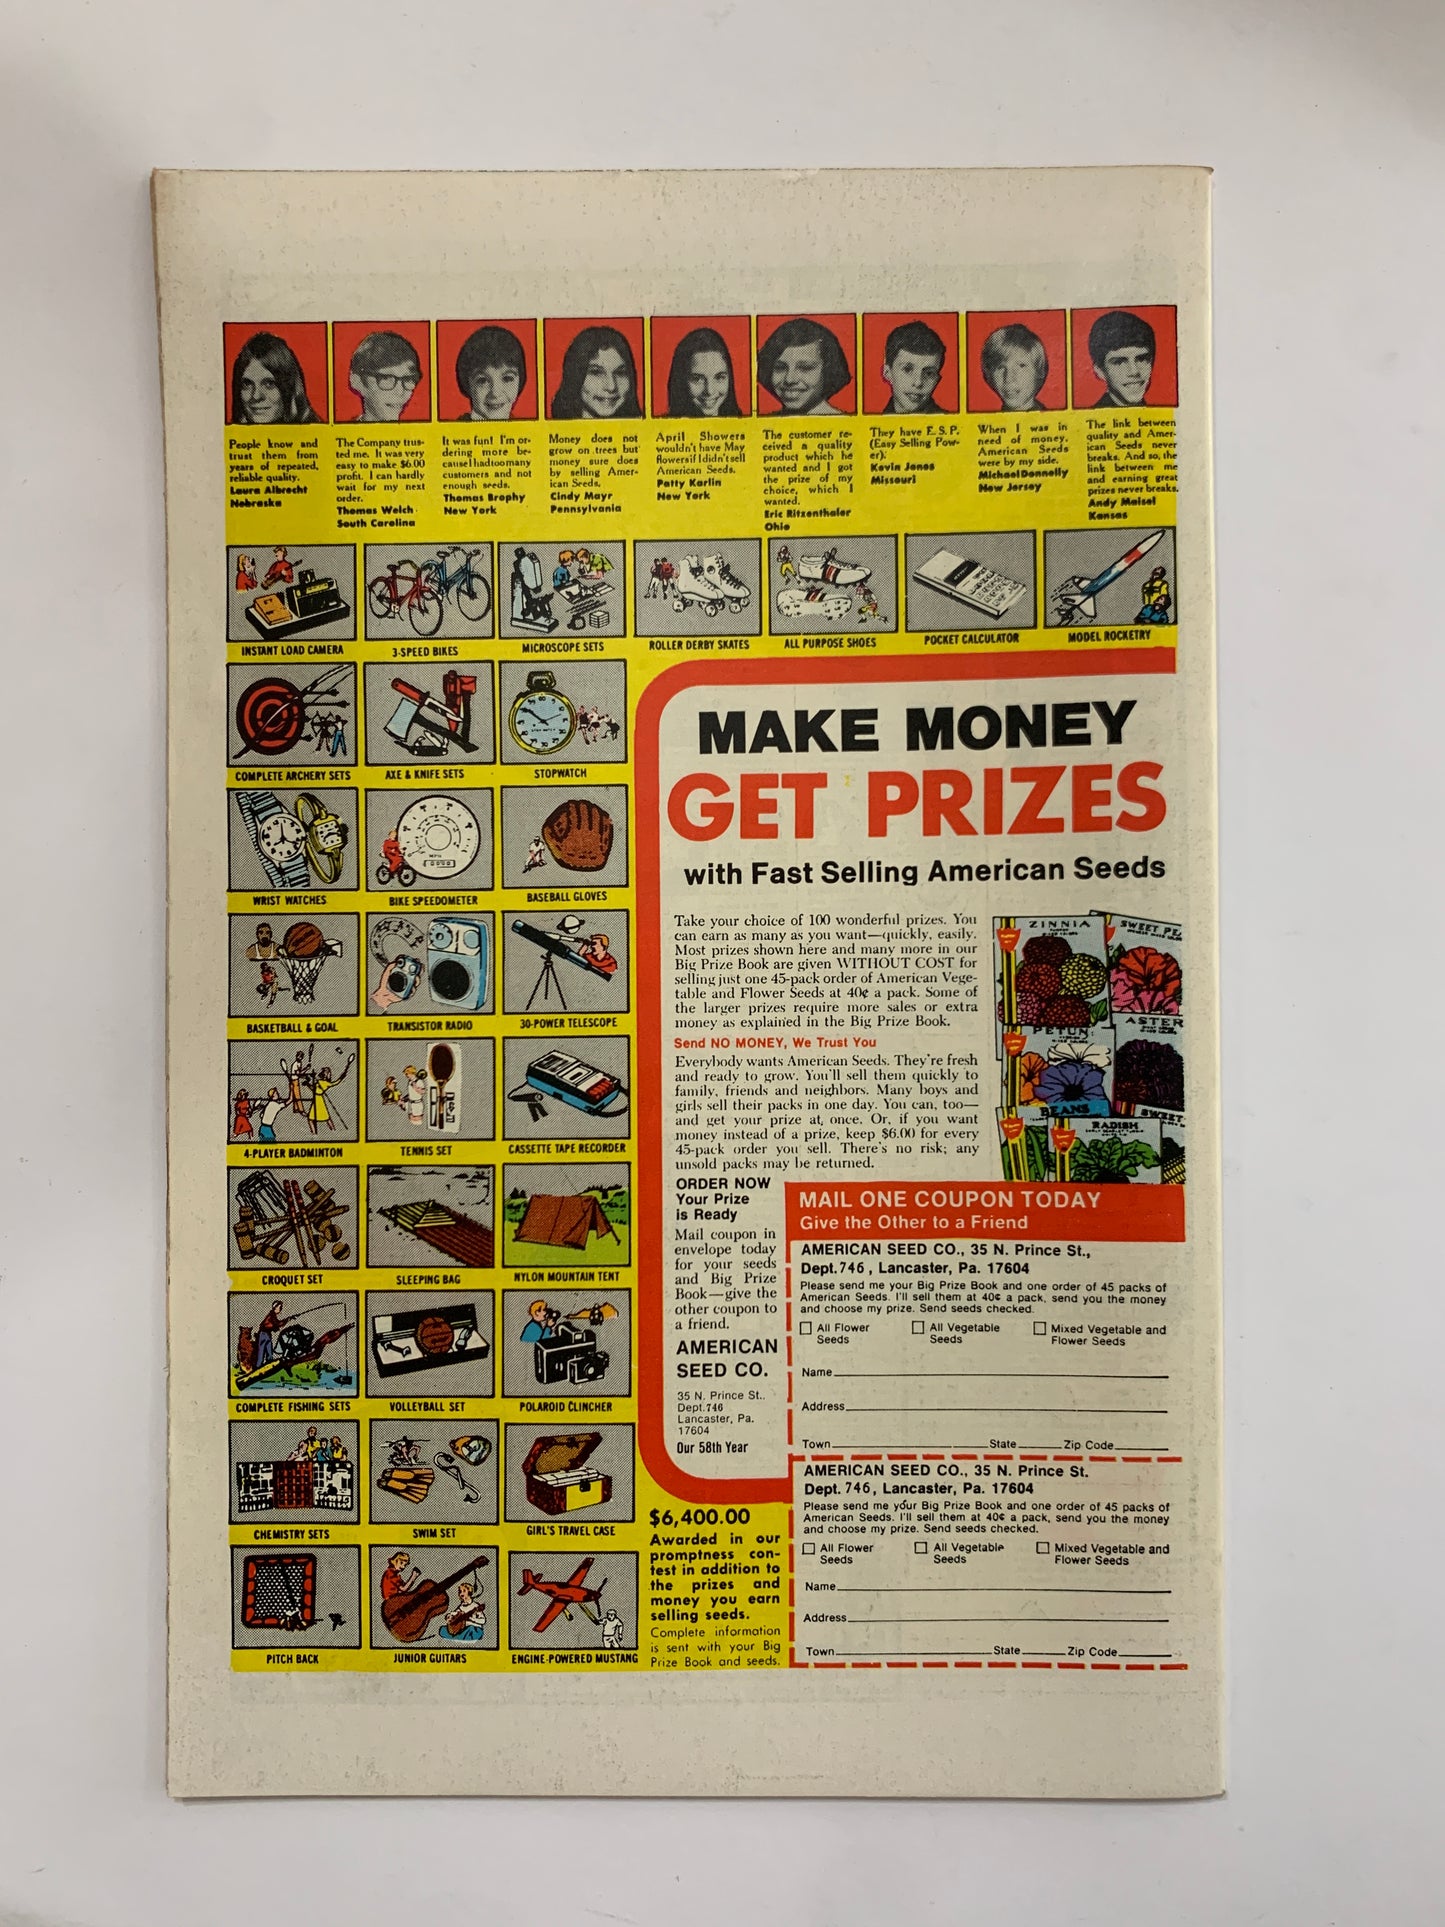 People know and
trust them from
years of repeated,
reliable quality.
Laura Albrecht
Nebraska
The Company trus-
ted me. It was very
easy to make $6.00
profit. I can hardly
wait for my next
order.
Thomas Welch
South Carolina
It was fun! I'm or-
dering more be-
cause I had too many
customers and not
enough seeds.
Thomas Brophy
New York
Money does not
grow on trees but
money sure does
by selling Amer-
ican Seeds.
Cindy Mayr
Pennsylvania
April Showers
wouldn't have May
flowers if I didn't sell
American Seeds.
Patty Karlin
New York
The customer re-
ceived a quality
product which he
wanted and I got
the prize of my
choice, which I
wanted.
Eric Ritzenthaler
Ohio
They have E. S. P.
(Easy Selling Pow-
er).
Kevin Jones
Missouri
When I was in
need of money,
American Seeds
were by my side.
Michael Donnelly
New Jersey
The link between
quality and Amer-
ican Seeds never
breaks. And so, the
link between me
and earning great
prizes never breaks.
Andy Maisel
Kansas
INSTANT LOAD CAMERA
3-SPEED BIKES
MICROSCOPE SETS
ROLLER DERBY SKATES
ALL PURPOSE SHOES
POCKET CALCULATOR
MODEL ROCKETRY
COMPLETE ARCHERY SETS
AXE & KNIFE SETS
STOPWATCH
WRIST WATCHES
BIKE SPEEDOMETER
BASEBALL GLOVES
BASKETBALL & GOAL
TRANSISTOR RADIO
30-POWER TELESCOPE
4-PLAYER BADMINTON
TENNIS SET
CASSETTE TAPE RECORDER
CROQUET SET
SLEEPING BAG
NYLON MOUNTAIN TENT
COMPLETE FISHING SETS
VOLLEYBALL SET
POLAROID CLINCHER
CHEMISTRY SETS
SWIM SET
GIRL'S TRAVEL CASE
PITCH BACK
JUNIOR GUITARS
ENGINE-POWERED MUSTANG
MAKE MONEY
GET PRIZES
with Fast Selling American Seeds
Take your choice of 100 wonderful prizes. You
can earn as many as you want—quickly, easily.
Most prizes shown here and many more in our
Big Prize Book are given WITHOUT COST for
selling just one 45-pack order of American Vege-
table and Flower Seeds at 40¢ a pack. Some of
the larger prizes require more sales or extra
money as explained in the Big Prize Book.
Send NO MONEY, We Trust You
Everybody wants American Seeds. They're fresh
and ready to grow. You'll sell them quickly to
family, friends and neighbors. Many boys and
girls sell their packs in one day. You can, too—
and get your prize at once. Or, if you want
money instead of a prize, keep $6.00 for every
45-pack order you sell. There's no risk; any
unsold packs may be returned.
ZINNIA
SWEET PE
ASTER
PETUN
BEANS
RADISH
SWEET
ORDER NOW
Your Prize
is Ready
Mail coupon in
envelope today
for your seeds
and Big Prize
Book—give the
other coupon to
a friend.
AMERICAN
SEED CO.
35 N. Prince St..
Dept.746
Lancaster, Pa.
17604
Our 58th Year
$6,400.00
Awarded in our
promptness con-
test in addition to
the prizes and
money you earn
selling seeds.
Complete information
is sent with your Big
Prize Book and seeds.
MAIL ONE COUPON TODAY
Give the Other to a Friend
AMERICAN SEED CO., 35 N. Prince St.,
Dept. 746, Lancaster, Pa. 17604
Please send me your Big Prize Book and one order of 45 packs of
American Seeds. I'll sell them at 40¢ a pack, send you the money
and choose my prize. Send seeds checked.
All Flower Seeds
All Vegetable Seeds
Mixed Vegetable and Flower Seeds
Name
Address
Town State Zip Code
AMERICAN SEED CO., 35 N. Prince St.
Dept. 746, Lancaster, Pa. 17604
Please send me your Big Prize Book and one order of 45 packs of
American Seeds. I'll sell them at 40¢ a pack, send you the money
and choose my prize. Send seeds checked.
All Flower Seeds
All Vegetable Seeds
Mixed Vegetable and Flower Seeds
Name
Address
Town State Zip Code